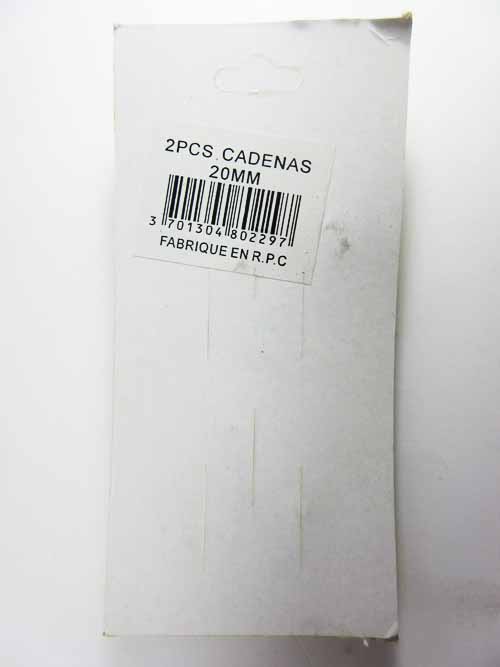 2PCS.CADENAS
20MM
3 701304 802297
FABRIQUE EN R.P.C